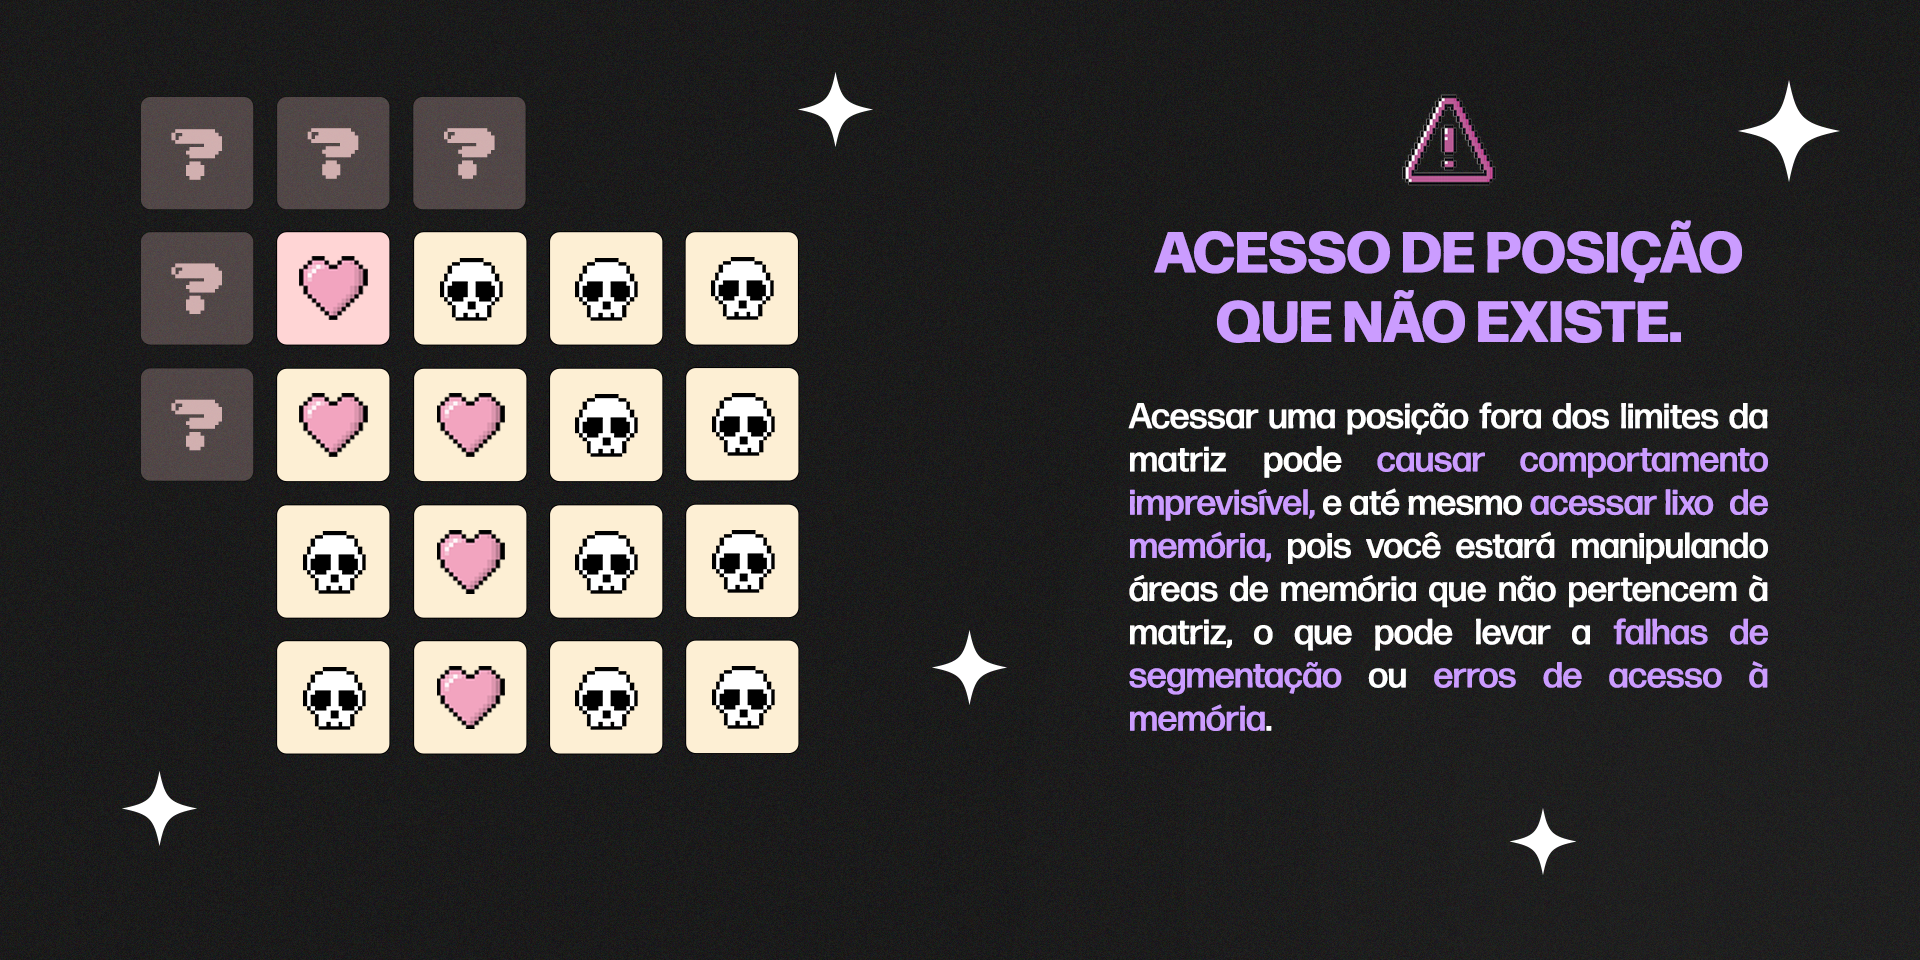 ? ? ?
?
?
ACESSO DE POSIÇÃO
QUE NÃO EXISTE.
Acessar uma posição fora dos limites da
matriz pode causar comportamento
imprevisível, e até mesmo acessar lixo de
memória, pois você estará manipulando
áreas de memória que não pertencem à
matriz, o que pode levar a falhas de
segmentação ou erros de acesso à
memória.